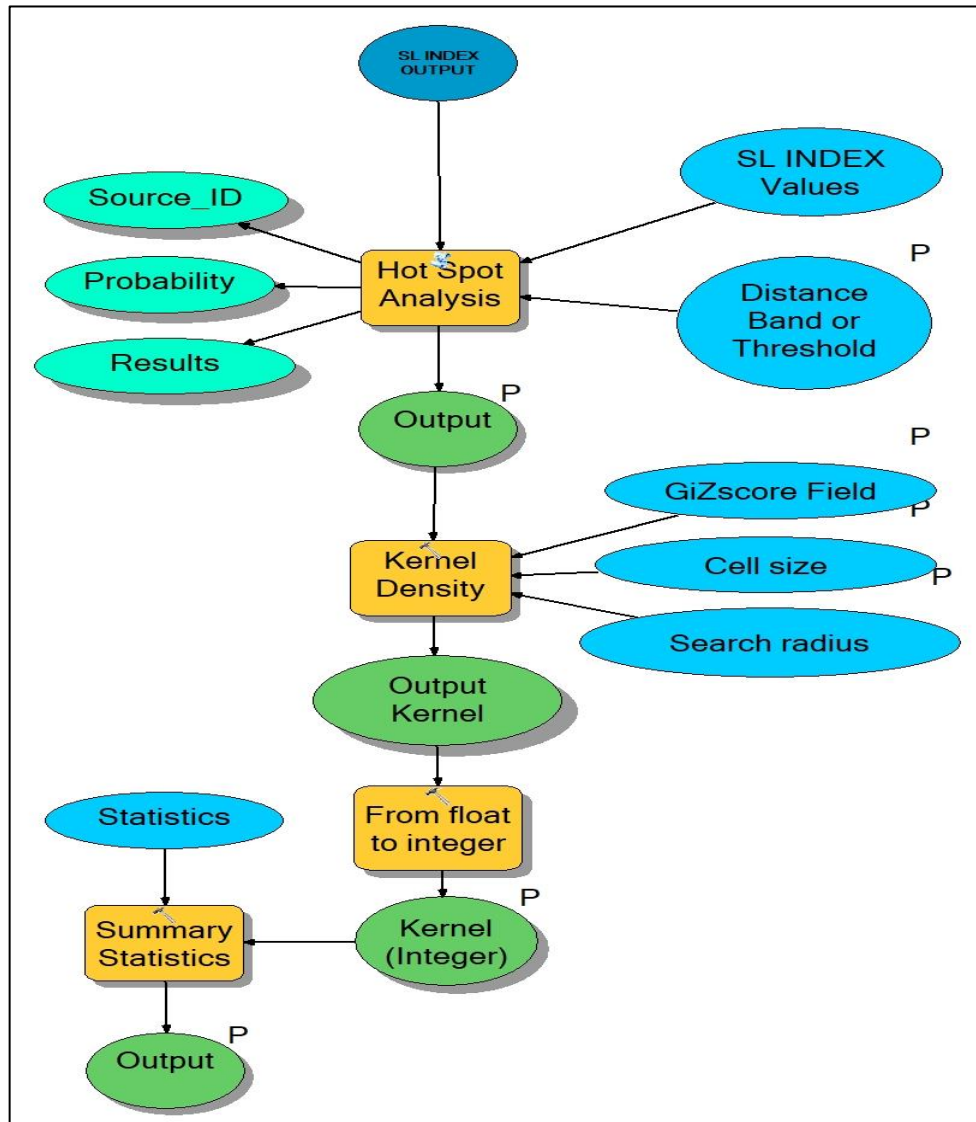 SL INDEX
OUTPUT
SL INDEX
Values
Source_ID
P
Hot Spot
Analysis
Probability
Distance
Band or
Threshold
Results
P
Output
P
GiZscore Field
P
Kernel
Density
Cell size
P
Search radius
Output
Kernel
Statistics
From float
to integer
P
Summary
Statistics
Kernel
(Integer)
P
Output